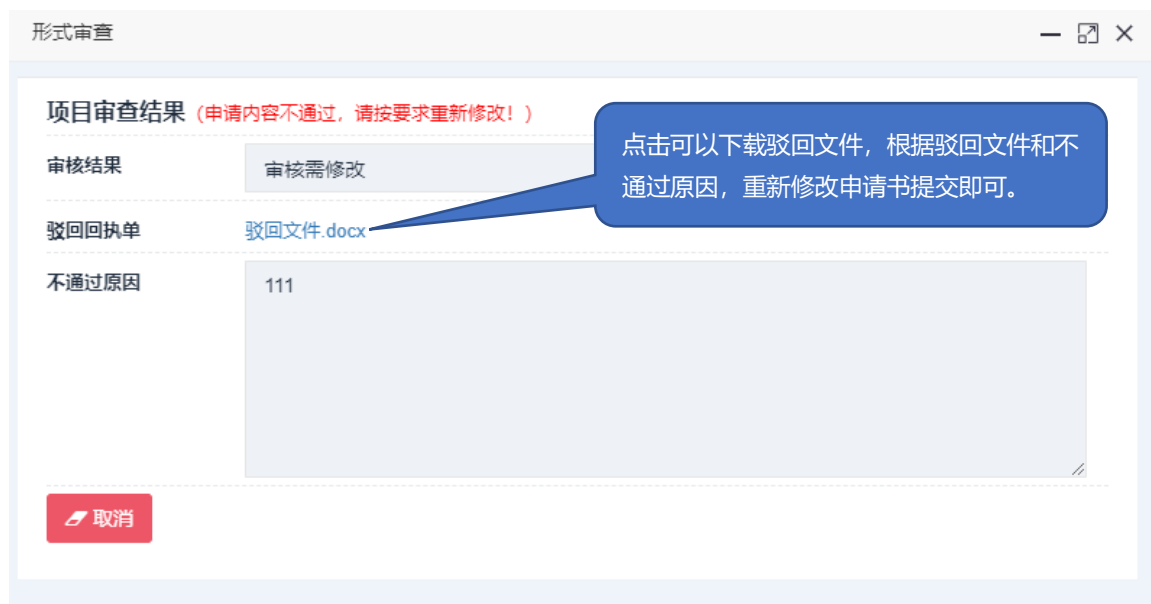 形式审查
项目审查结果（申请内容不通过，请按要求重新修改！）
点击可以下载驳回文件，根据驳回文件和不
通过原因，重新修改申请书提交即可。
审核结果
审核需修改
驳回回执单
驳回文件.docx
不通过原因
111
取消